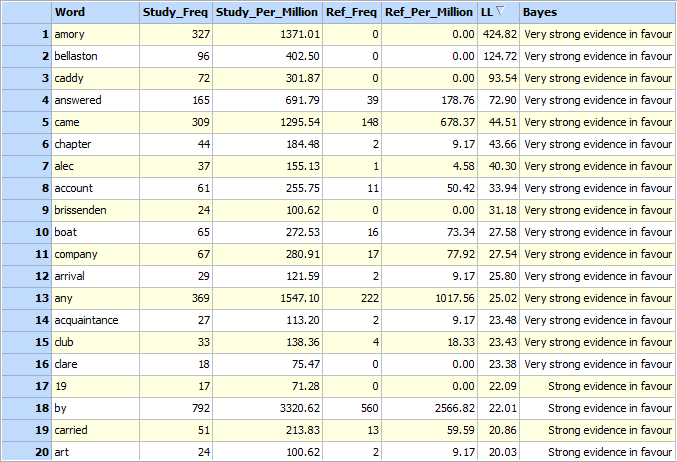 Word Study_Freq Study_Per_Million Ref_Freq Ref_Per_Million LL Bayes
1 amory 327 1371.01 0 0.00 424.82 Very strong evidence in favour
2 bellaston 96 402.50 0 0.00 124.72 Very strong evidence in favour
3 caddy 72 301.87 0 0.00 93.54 Very strong evidence in favour
4 answered 165 691.79 39 178.76 72.90 Very strong evidence in favour
5 came 309 1295.54 148 678.37 44.51 Very strong evidence in favour
6 chapter 44 184.48 2 9.17 43.66 Very strong evidence in favour
7 alec 37 155.13 1 4.58 40.30 Very strong evidence in favour
8 account 61 255.75 11 50.42 33.94 Very strong evidence in favour
9 brissenden 24 100.62 0 0.00 31.18 Very strong evidence in favour
10 boat 65 272.53 16 73.34 27.58 Very strong evidence in favour
11 company 67 280.91 17 77.92 27.54 Very strong evidence in favour
12 arrival 29 121.59 2 9.17 25.80 Very strong evidence in favour
13 any 369 1547.10 222 1017.56 25.02 Very strong evidence in favour
14 acquaintance 27 113.20 2 9.17 23.48 Very strong evidence in favour
15 club 33 138.36 4 18.33 23.43 Very strong evidence in favour
16 clare 18 75.47 0 0.00 23.38 Very strong evidence in favour
17 19 17 71.28 0 0.00 22.09 Strong evidence in favour
18 by 792 3320.62 560 2566.82 22.01 Strong evidence in favour
19 carried 51 213.83 13 59.59 20.86 Strong evidence in favour
20 art 24 100.62 2 9.17 20.03 Strong evidence in favour